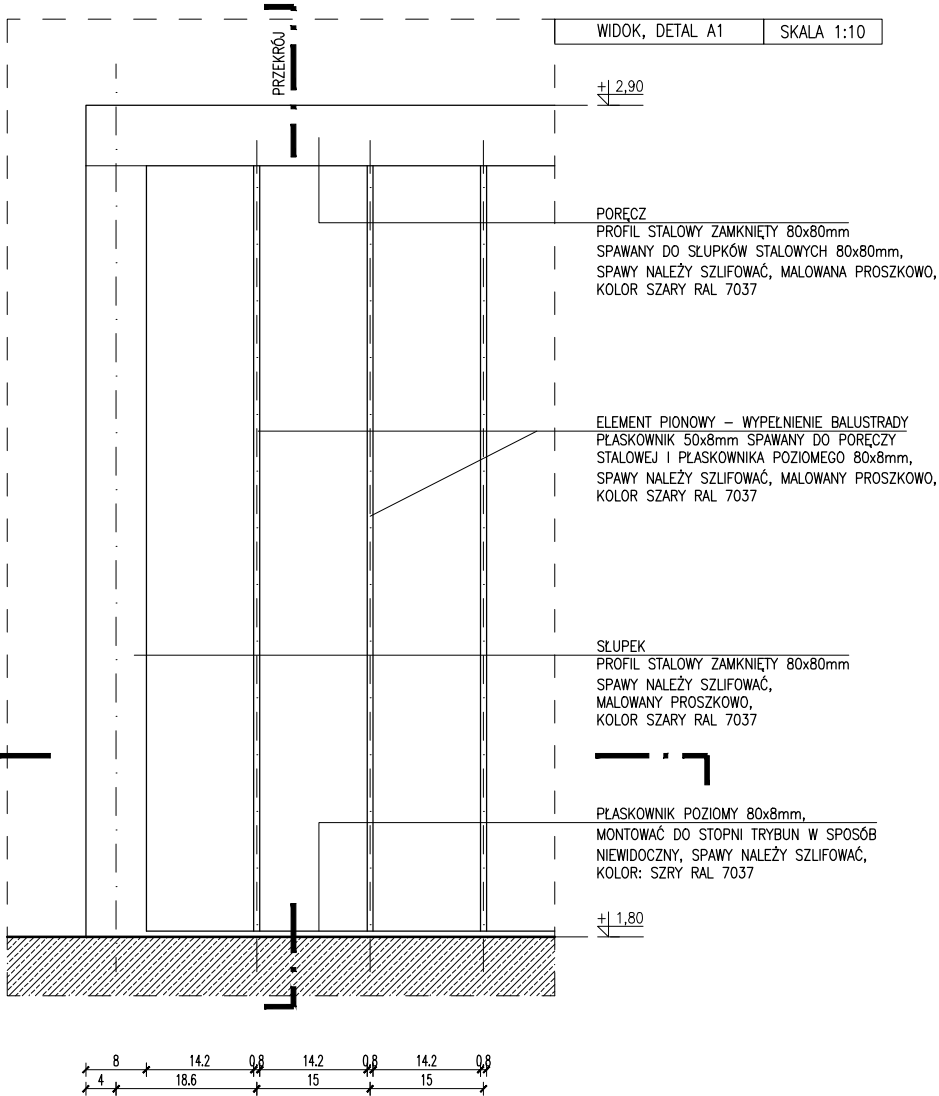 WIDOK, DETAL A1
SKALA 1:10
PRZEKRÓJ
+ 2,90
PORĘCZ
PROFIL STALOWY ZAMKNIĘTY 80x80mm
SPAWANY DO SŁUPKÓW STALOWYCH 80x80mm,
SPAWY NALEŻY SZLIFOWAĆ, MALOWANA PROSZKOWO,
KOLOR SZARY RAL 7037
ELEMENT PIONOWY – WYPEŁNIENIE BALUSTRADY
PŁASKOWNIK 50x8mm SPAWANY DO PORĘCZY
STALOWEJ I PŁASKOWNIKA POZIOMEGO 80x8mm,
SPAWY NALEŻY SZLIFOWAĆ, MALOWANY PROSZKOWO,
KOLOR SZARY RAL 7037
SŁUPEK
PROFIL STALOWY ZAMKNIĘTY 80x80mm
SPAWY NALEŻY SZLIFOWAĆ,
MALOWANY PROSZKOWO,
KOLOR SZARY RAL 7037
PŁASKOWNIK POZIOMY 80x8mm,
MONTOWAĆ DO STOPNI TRYBUN W SPOSÓB
NIEWIDOCZNY, SPAWY NALEŻY SZLIFOWAĆ,
KOLOR: SZRY RAL 7037
+ 1,80
8 14.2 0,8 14.2 0,8 14.2 0,8
4 18.6 15 15